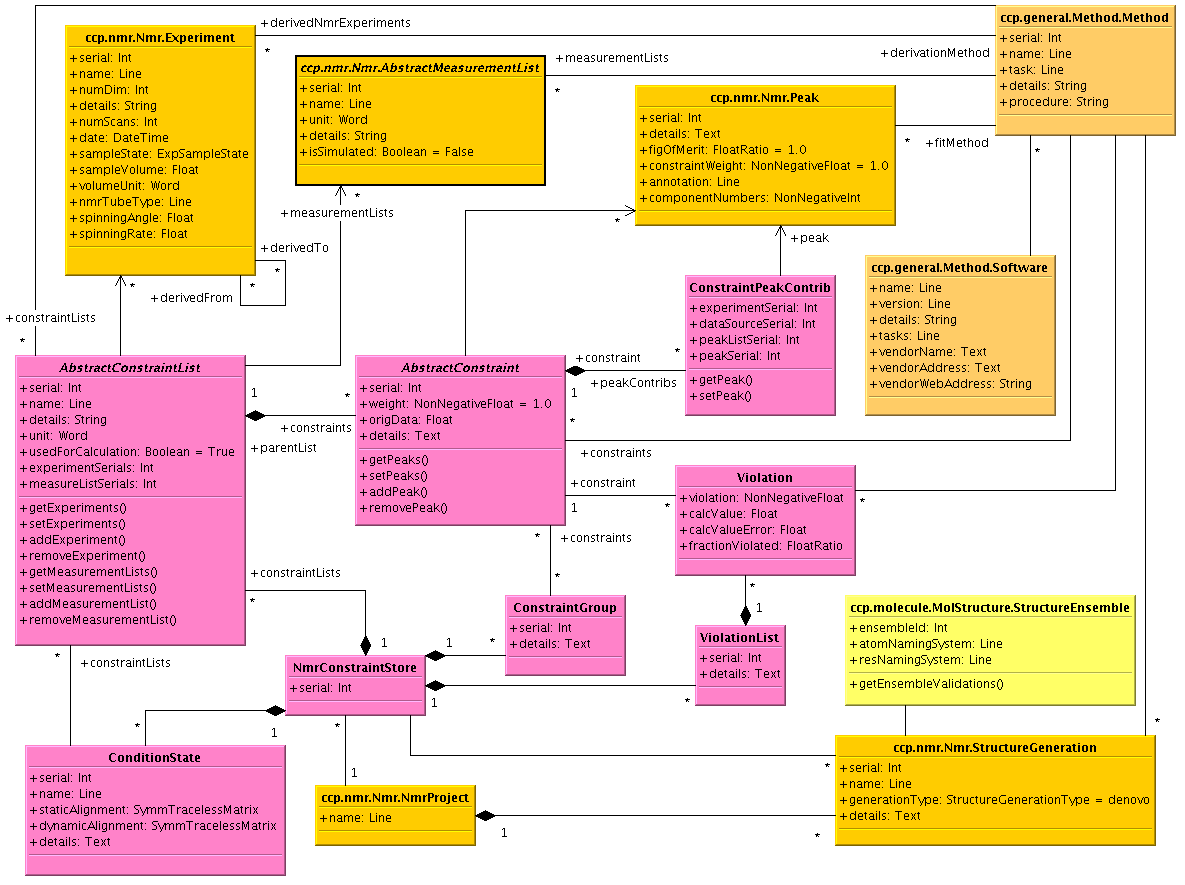 ccp.nmr.Nmr.Experiment
+serial: Int
+name: Line
+numDim: Int
+details: String
+numScans: Int
+date: DateTime
+sampleState: ExpSampleState
+sampleVolume: Float
+volumeUnit: Word
+nmrTubeType: Line
+spinningAngle: Float
+spinningRate: Float
+derivedNmrExperiments
*
ccp.nmr.Nmr.AbstractMeasurementList
+serial: Int
+name: Line
+unit: Word
+details: String
+isSimulated: Boolean = False
+measurementLists
*
+derivationMethod
ccp.general.Method.Method
+serial: Int
+name: Line
+task: Line
+details: String
+procedure: String
ccp.nmr.Nmr.Peak
+serial: Int
+details: Text
+figOfMerit: FloatRatio = 1.0
+constraintWeight: NonNegativeFloat = 1.0
+annotation: Line
+componentNumbers: NonNegativeInt
*
+fitMethod
*
*
+measurementLists
*
+peak
+derivedTo
*
*
+derivedFrom
*
ccp.general.Method.Software
+name: Line
+version: Line
+details: String
+tasks: Line
+vendorName: Text
+vendorAddress: Text
+vendorWebAddress: String
ConstraintPeakContrib
+experimentSerial: Int
+dataSourceSerial: Int
+peakListSerial: Int
+peakSerial: Int
+getPeak()
+setPeak()
+constraintLists
*
AbstractConstraintList
+serial: Int
+name: Line
+details: String
+unit: Word
+usedForCalculation: Boolean = True
+experimentSerials: Int
+measureListSerials: Int
+getExperiments()
+setExperiments()
+addExperiment()
+removeExperiment()
+getMeasurementLists()
+setMeasurementLists()
+addMeasurementList()
+removeMeasurementList()
1
*
+constraints
+parentList
AbstractConstraint
+serial: Int
+weight: NonNegativeFloat = 1.0
+origData: Float
+details: Text
+getPeaks()
+setPeaks()
+addPeak()
+removePeak()
+constraint
*
1
+peakContribs
*
+constraints
+constraint
1
*
Violation
+violation: NonNegativeFloat
+calcValue: Float
+calcValueError: Float
+fractionViolated: FloatRatio
*
*
+constraints
*
+constraintLists
*
1
ConstraintGroup
+serial: Int
+details: Text
*
1
ViolationList
+serial: Int
+details: Text
ccp.molecule.MolStructure.StructureEnsemble
+ensembleId: Int
+atomNamingSystem: Line
+resNamingSystem: Line
+getEnsembleValidations()
*
+constraintLists
NmrConstraintStore
+serial: Int
1
*
1
*
*
1
*
1
ConditionState
+serial: Int
+name: Line
+staticAlignment: SymmTracelessMatrix
+dynamicAlignment: SymmTracelessMatrix
+details: Text
ccp.nmr.Nmr.NmrProject
+name: Line
1
*
*
*
ccp.nmr.Nmr.StructureGeneration
+serial: Int
+name: Line
+generationType: StructureGenerationType = denovo
+details: Text